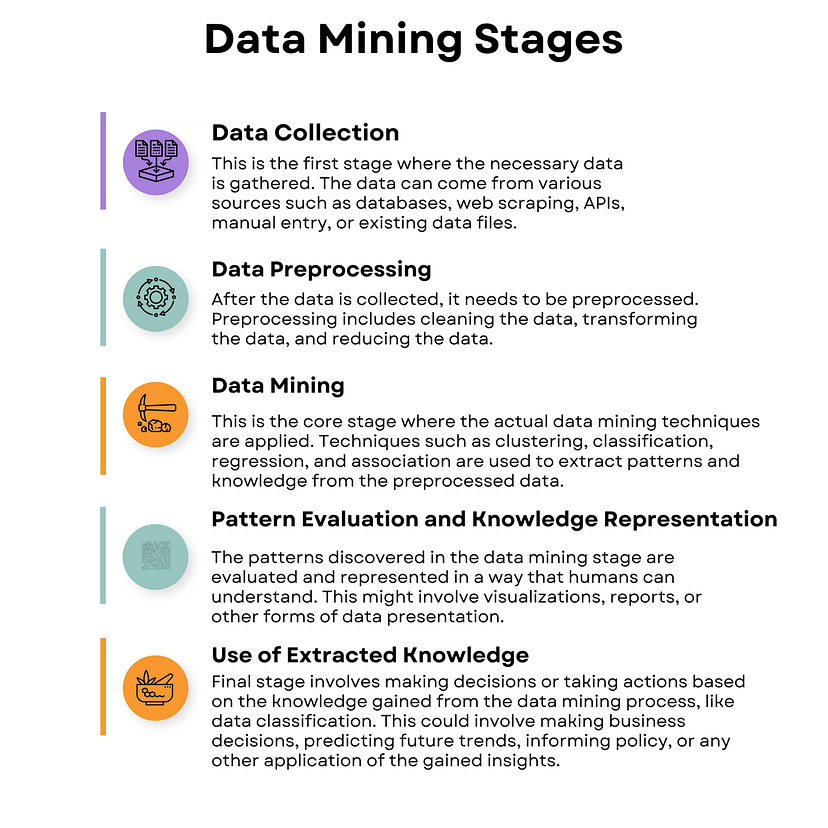 Data Mining Stages
Data Collection
This is the first stage where the necessary data
is gathered. The data can come from various
sources such as databases, web scraping, APIs,
manual entry, or existing data files.
Data Preprocessing
After the data is collected, it needs to be preprocessed.
Preprocessing includes cleaning the data, transforming
the data, and reducing the data.
Data Mining
This is the core stage where the actual data mining techniques
are applied. Techniques such as clustering, classification,
regression, and association are used to extract patterns and
knowledge from the preprocessed data.
Pattern Evaluation and Knowledge Representation
The patterns discovered in the data mining stage are
evaluated and represented in a way that humans can
understand. This might involve visualizations, reports, or
other forms of data presentation.
Use of Extracted Knowledge
Final stage involves making decisions or taking actions based
on the knowledge gained from the data mining process, like
data classification. This could involve making business
decisions, predicting future trends, informing policy, or any
other application of the gained insights.